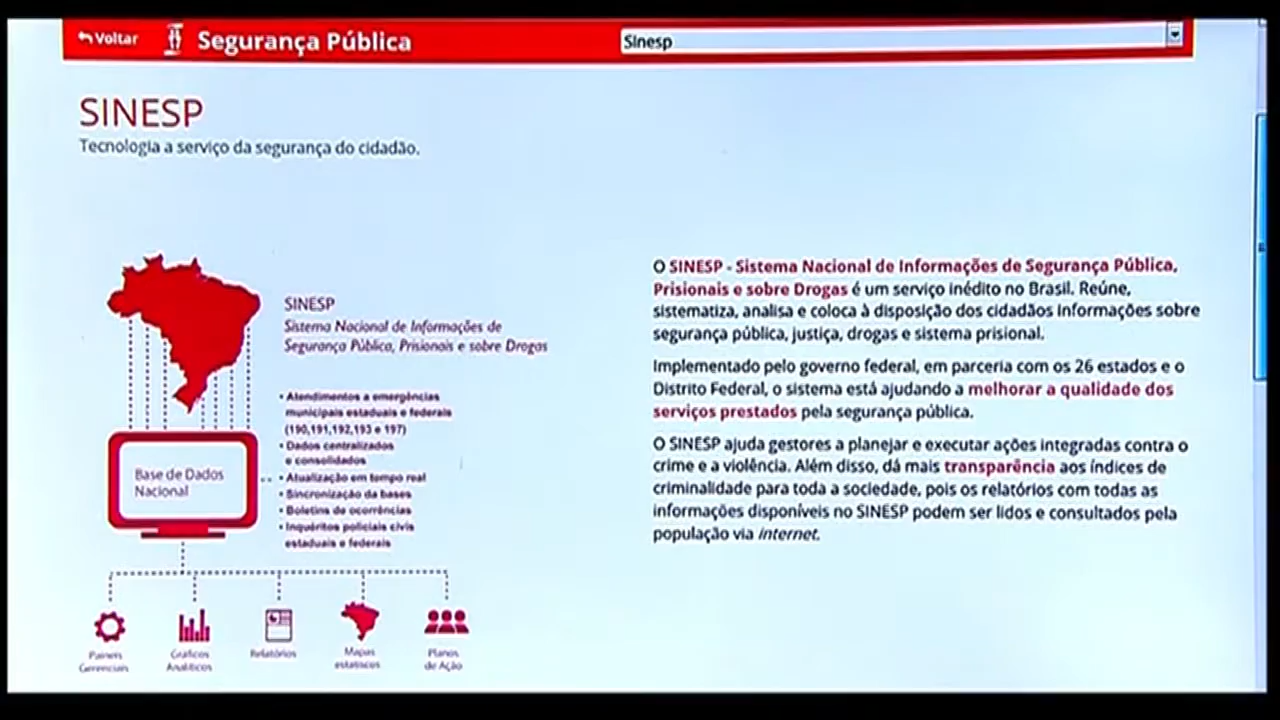 Voltar
Segurança Pública
Sinesp
SINESP
Tecnologia a serviço da segurança do cidadão.
SINESP
Sistema Nacional de Informações de
Segurança Pública, Prisionais e sobre Drogas
• Atendimentos a emergências
municipais estaduais e federais
(190,191,192,193 e 197)
• Dados centralizados
e consolidados
• Atualização em tempo real
• Sincronização da bases
• Boletins de ocorrências
• Inquéritos policiais civis
estaduais e federais
Base de Dados
Nacional
Paineis
Gerenciais
Gráficos
Analíticos
Relatórios
Mapas
estatísticos
Planos
de Ação
O SINESP - Sistema Nacional de Informações de Segurança Pública,
Prisionais e sobre Drogas é um serviço inédito no Brasil. Reúne,
sistematiza, analisa e coloca à disposição dos cidadãos informações sobre
segurança pública, justiça, drogas e sistema prisional.
Implementado pelo governo federal, em parceria com os 26 estados e o
Distrito Federal, o sistema está ajudando a melhorar a qualidade dos
serviços prestados pela segurança pública.
O SINESP ajuda gestores a planejar e executar ações integradas contra o
crime e a violência. Além disso, dá mais transparência aos índices de
criminalidade para toda a sociedade, pois os relatórios com todas as
informações disponíveis no SINESP podem ser lidos e consultados pela
população via internet.